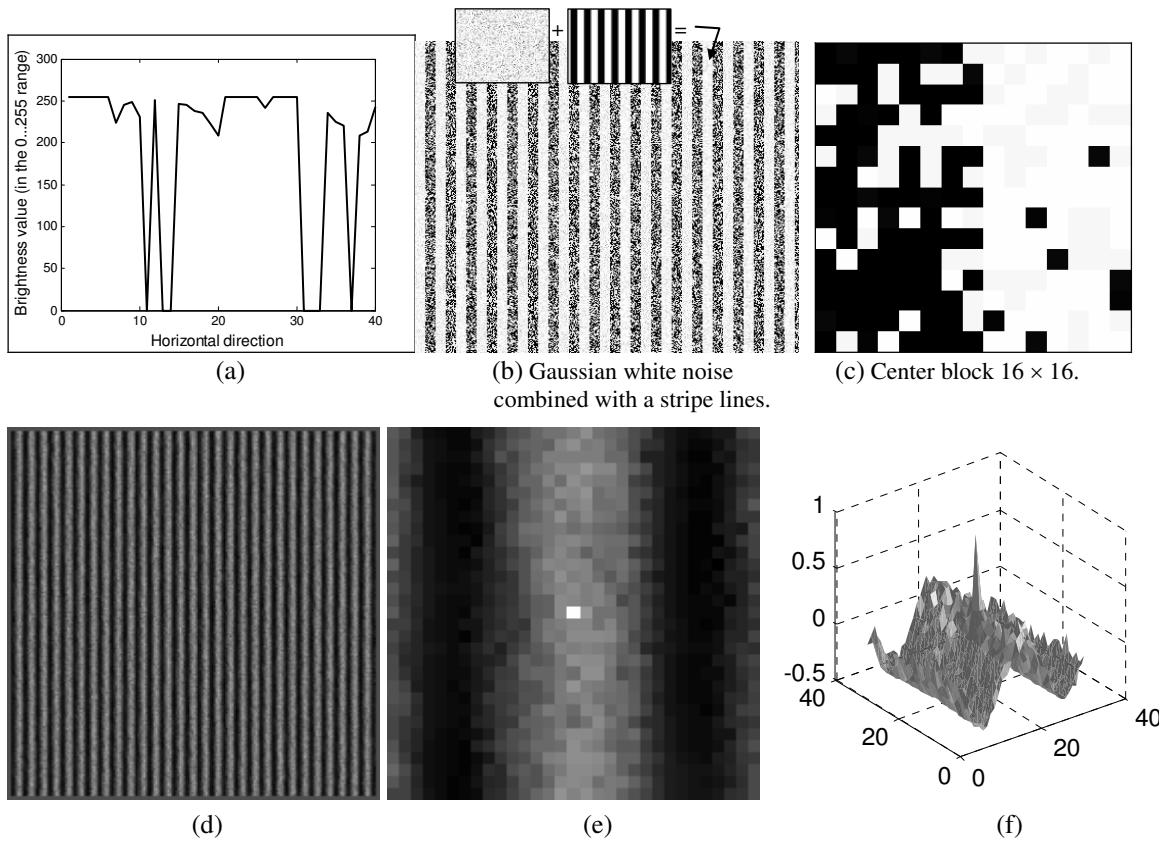 + =
300
250
200
150
100
50
0
0 10 20 30 40
Brightness value (in the 0...255 range)
Horizontal direction
(a)
(b) Gaussian white noise
combined with a stripe lines.
(c) Center block 16 × 16.
1
0.5
0
-0.5
40
20
0
0
20
40
(d)
(e)
(f)